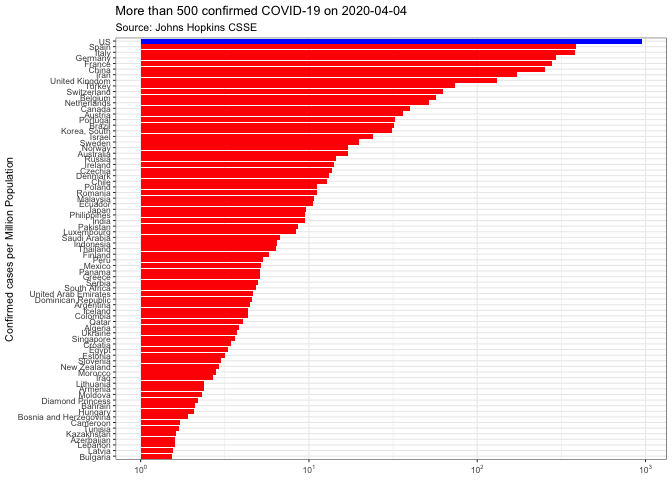 More than 500 confirmed COVID-19 on 2020-04-04
Source: Johns Hopkins CSSE
Confirmed cases per Million Population
US
Spain
Italy
Germany
France
China
Iran
United Kingdom
Turkey
Switzerland
Belgium
Netherlands
Canada
Austria
Portugal
Brazil
Korea, South
Israel
Sweden
Norway
Australia
Russia
Ireland
Czechia
Denmark
Chile
Poland
Romania
Malaysia
Ecuador
Japan
Philippines
India
Pakistan
Luxembourg
Saudi Arabia
Indonesia
Thailand
Finland
Peru
Mexico
Panama
Greece
Serbia
South Africa
United Arab Emirates
Dominican Republic
Argentina
Iceland
Colombia
Qatar
Algeria
Ukraine
Singapore
Croatia
Egypt
Estonia
Slovenia
New Zealand
Morocco
Iraq
Lithuania
Armenia
Moldova
Diamond Princess
Bahrain
Hungary
Bosnia and Herzegovina
Cameroon
Tunisia
Kazakhstan
Azerbaijan
Lebanon
Latvia
Bulgaria
10⁰ 10¹ 10² 10³